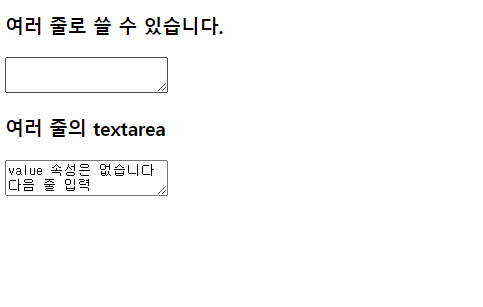 여러 줄로 쓸 수 있습니다.
여러 줄의 textarea
value 속성은 없습니다
다음 줄 입력